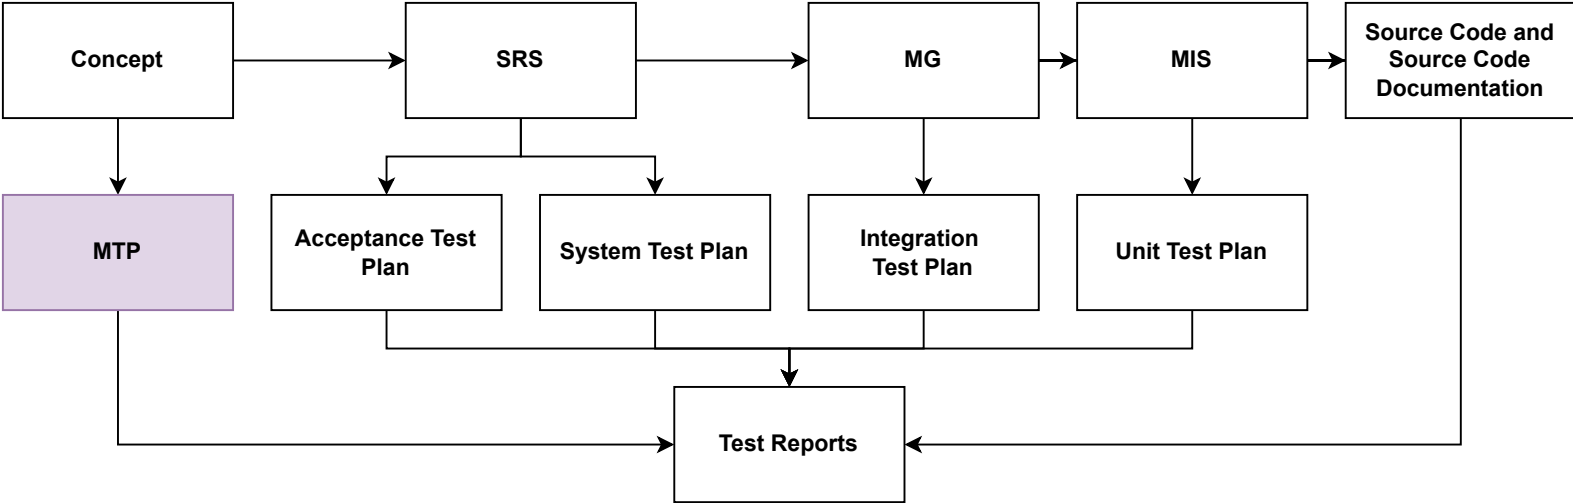 Concept
SRS
MG
MIS
Source Code and
Source Code
Documentation
MTP
Acceptance Test
Plan
System Test Plan
Integration
Test Plan
Unit Test Plan
Test Reports